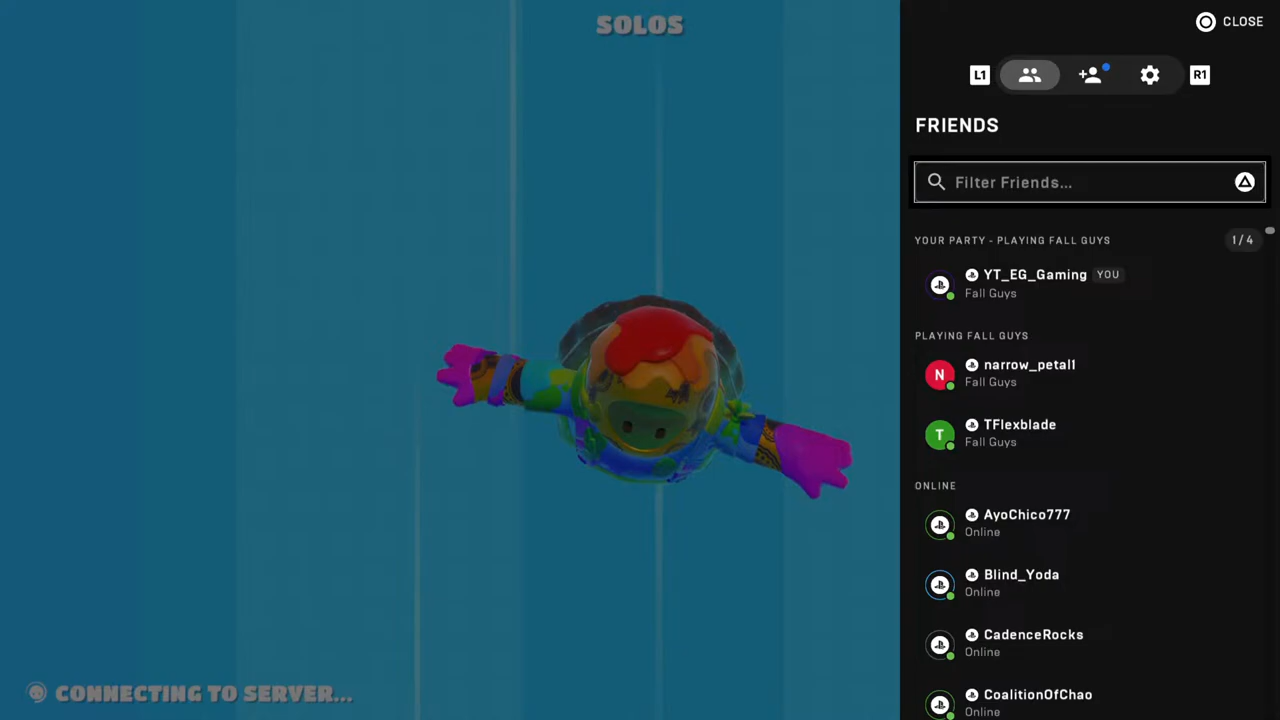 SOLOS
CLOSE
L1
R1
FRIENDS
Filter Friends...
YOUR PARTY - PLAYING FALL GUYS
1/4
YT_EG_Gaming YOU
Fall Guys
PLAYING FALL GUYS
N
narrow_petal1
Fall Guys
T
TFlexblade
Fall Guys
ONLINE
AyoChico777
Online
Blind_Yoda
Online
CadenceRocks
Online
CoalitionOfChao
Online
CONNECTING TO SERVER...